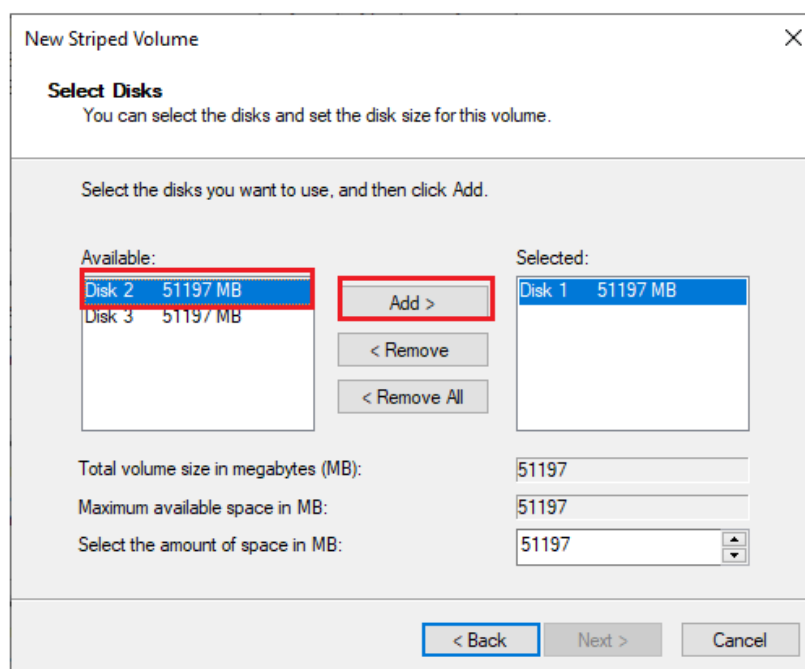 New Striped Volume
Select Disks
You can select the disks and set the disk size for this volume.
Select the disks you want to use, and then click Add.
Available:
Selected:
Disk 2 51197 MB
Disk 3 51197 MB
Add >
< Remove
< Remove All
Disk 1 51197 MB
Total volume size in megabytes (MB): 51197
Maximum available space in MB: 51197
Select the amount of space in MB: 51197
< Back Next > Cancel